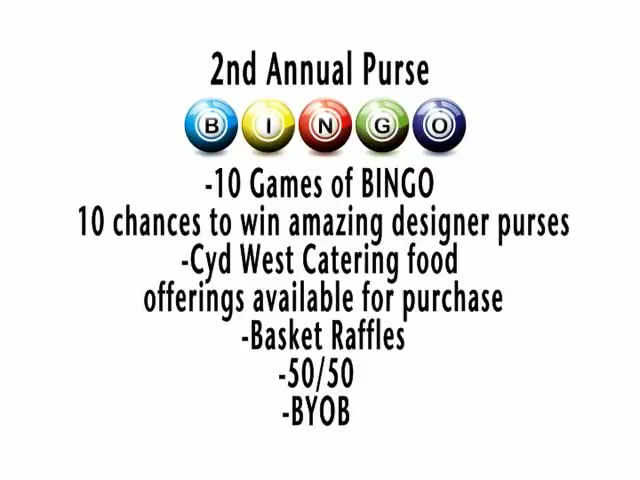 2nd Annual Purse
BINGO
-10 Games of BINGO
10 chances to win amazing designer purses
-Cyd West Catering food
offerings available for purchase
-Basket Raffles
-50/50
-BYOB